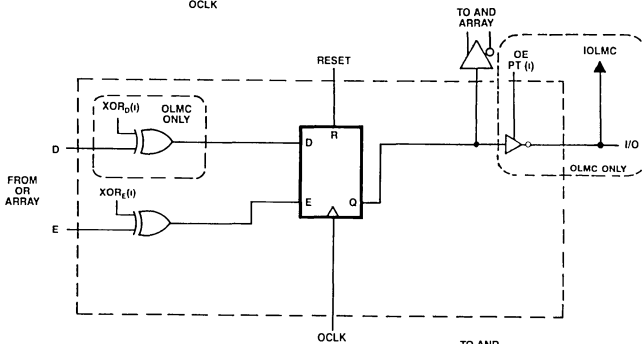 OCLK
TO AND
ARRAY
OE
PT (I)
IOLMC
RESET
XORD(I)
OLMC
ONLY
R
D
D
I/O
OLMC ONLY
FROM
OR
ARRAY
XORE(I)
E
Q
E
OCLK
TO AND